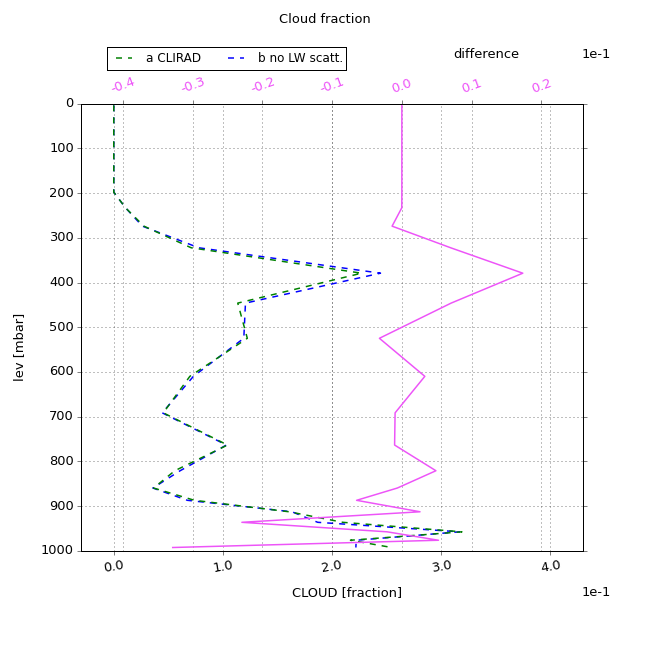 Cloud fraction
a CLIRAD b no LW scatt. difference 1e-1
-0.4 -0.3 -0.2 -0.1 0.0 0.1 0.2
0
100
200
300
400
500
600
700
800
900
1000
lev [mbar]
0.0 1.0 2.0 3.0 4.0
CLOUD [fraction] 1e-1